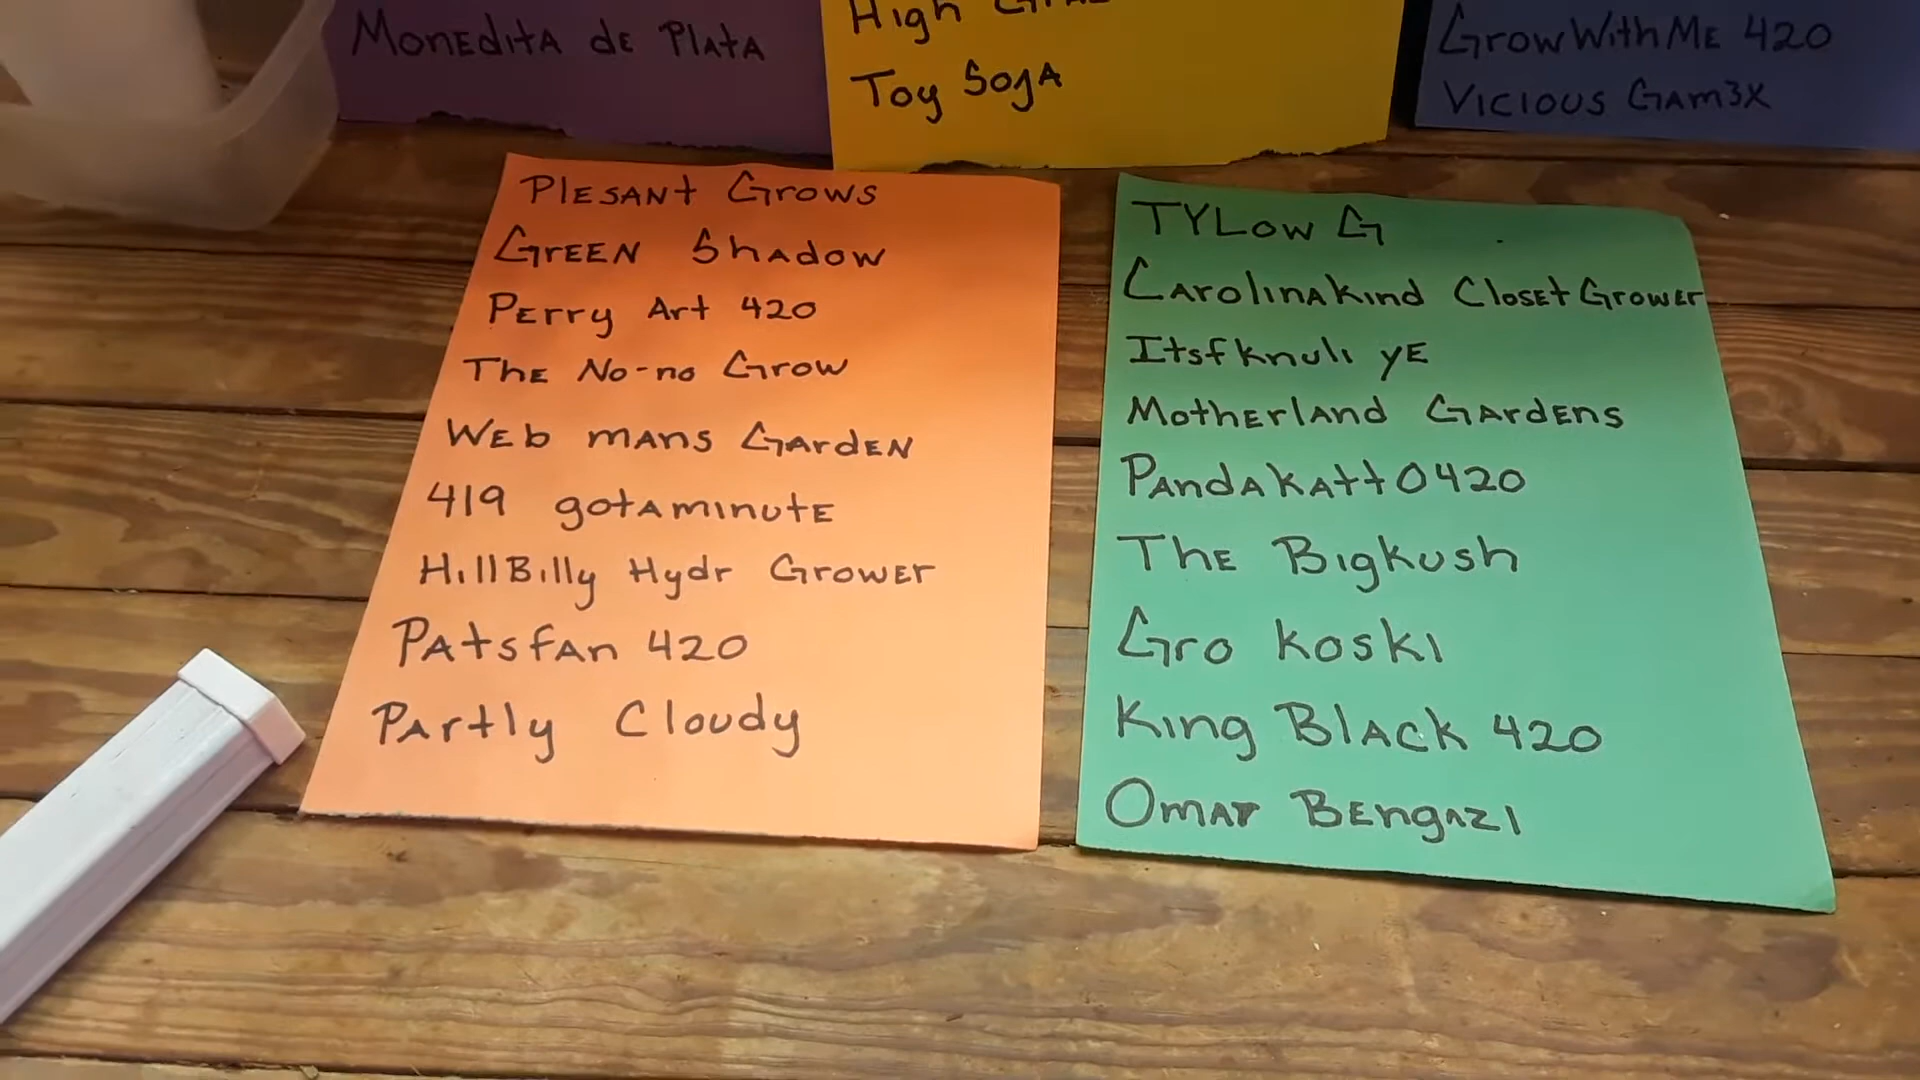 Monedita de Plata
High
Toy Soja
GrowWithMe 420
Vicious Gam3x
Plesant Grows
Green Shadow
Perry Art 420
The No-no Grow
Web mans Garden
419 gotaminute
HillBilly Hydr Grower
Patsfan 420
Partly Cloudy
TYLow G
Carolinakind Closet Grower
Itsfknuli ye
Motherland Gardens
Pandakatt0420
The Bigkush
Gro Koski
King Black 420
Omar Bengazi